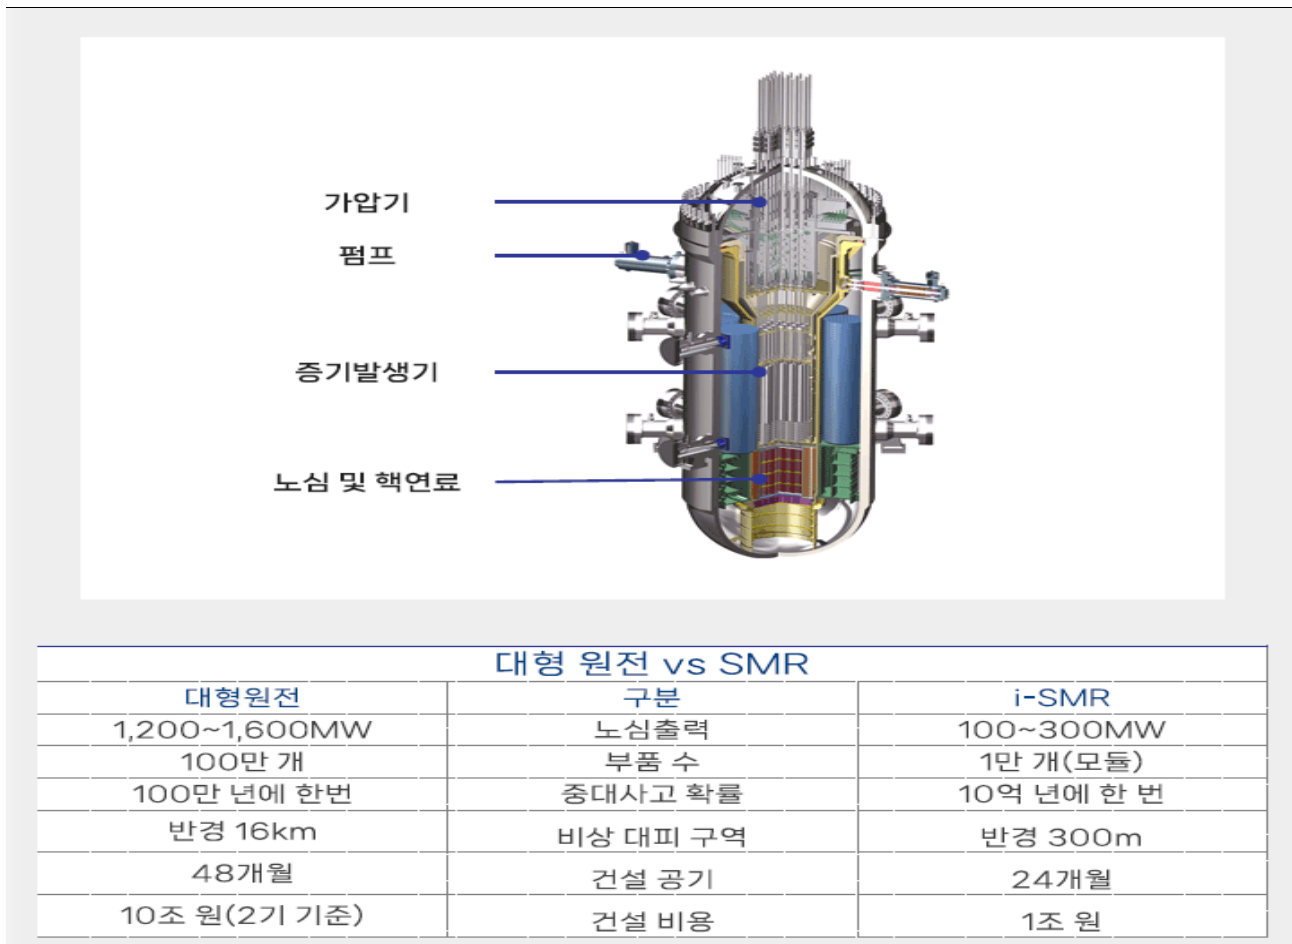 가압기
펌프
증기발생기
노심 및 핵연료
대형 원전 vs SMR
대형원전 구분 i-SMR
1,200~1,600MW 노심출력 100~300MW
100만 개 부품 수 1만 개(모듈)
100만 년에 한번 중대사고 확률 10억 년에 한 번
반경 16km 비상 대피 구역 반경 300m
48개월 건설 공기 24개월
10조 원(2기 기준) 건설 비용 1조 원